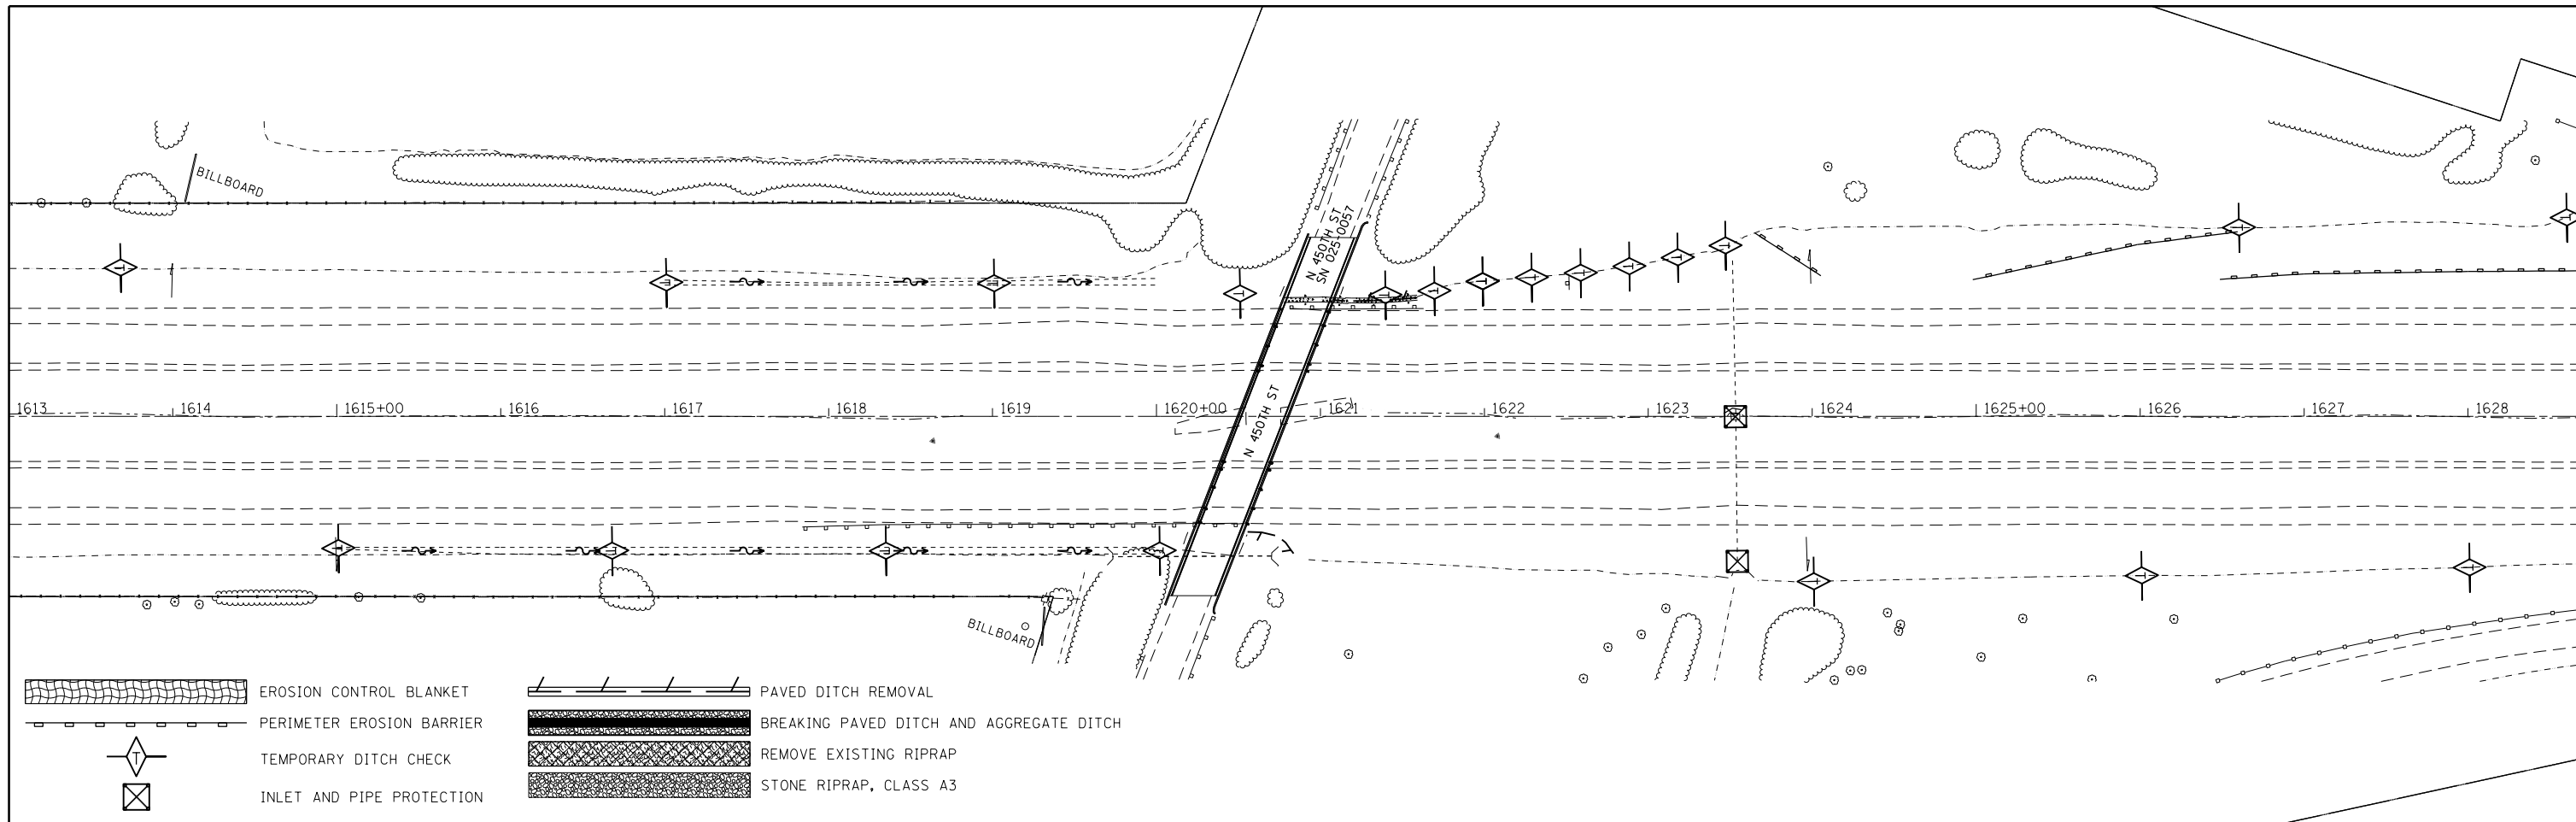 BILLBOARD
N 450TH ST
SN 025-0057
1613 1614 1615+00 1616 1617 1618 1619 1620+00 1621 1622 1623 1624 1625+00 1626 1627 1628
N 450TH ST
BILLBOARD
EROSION CONTROL BLANKET
PERIMETER EROSION BARRIER
T
TEMPORARY DITCH CHECK
INLET AND PIPE PROTECTION
PAVED DITCH REMOVAL
BREAKING PAVED DITCH AND AGGREGATE DITCH
REMOVE EXISTING RIPRAP
STONE RIPRAP, CLASS A3